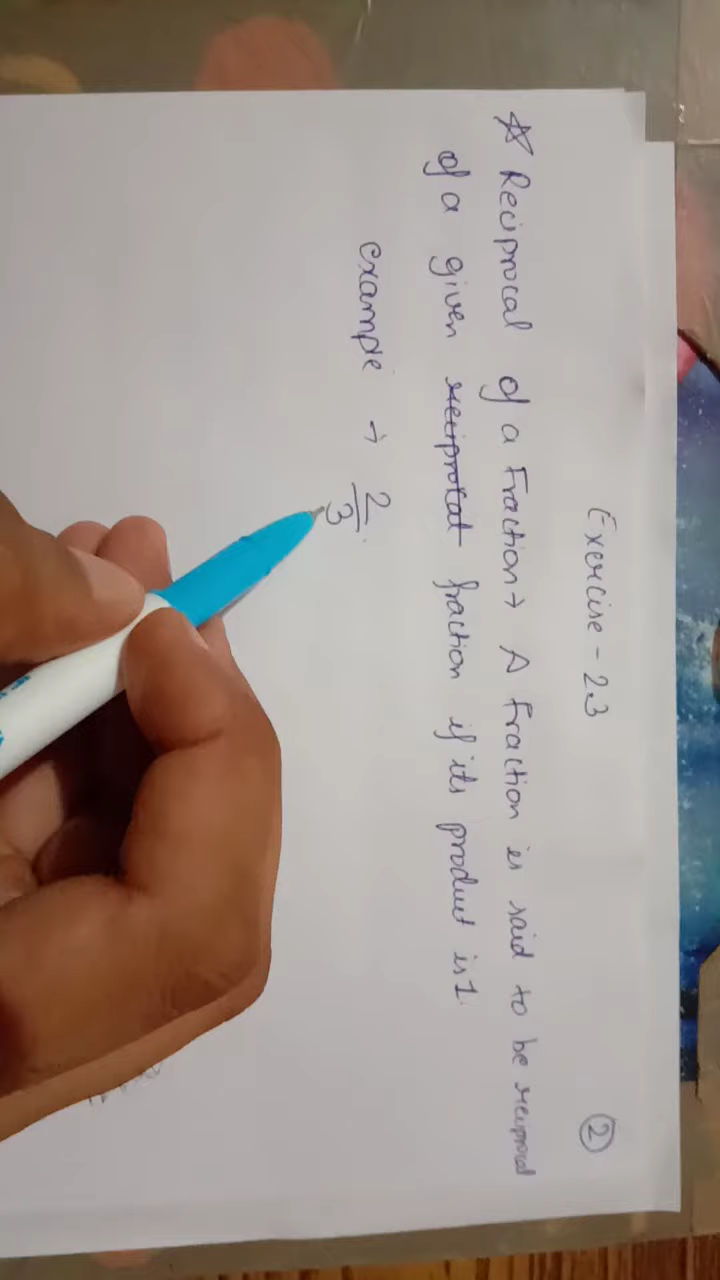 Exercise - 2.3
②
☆ Reciprocal of a Fraction → A Fraction is said to be reciprocal
of a given reciprocal fraction if its product is 1.
example → 2/3